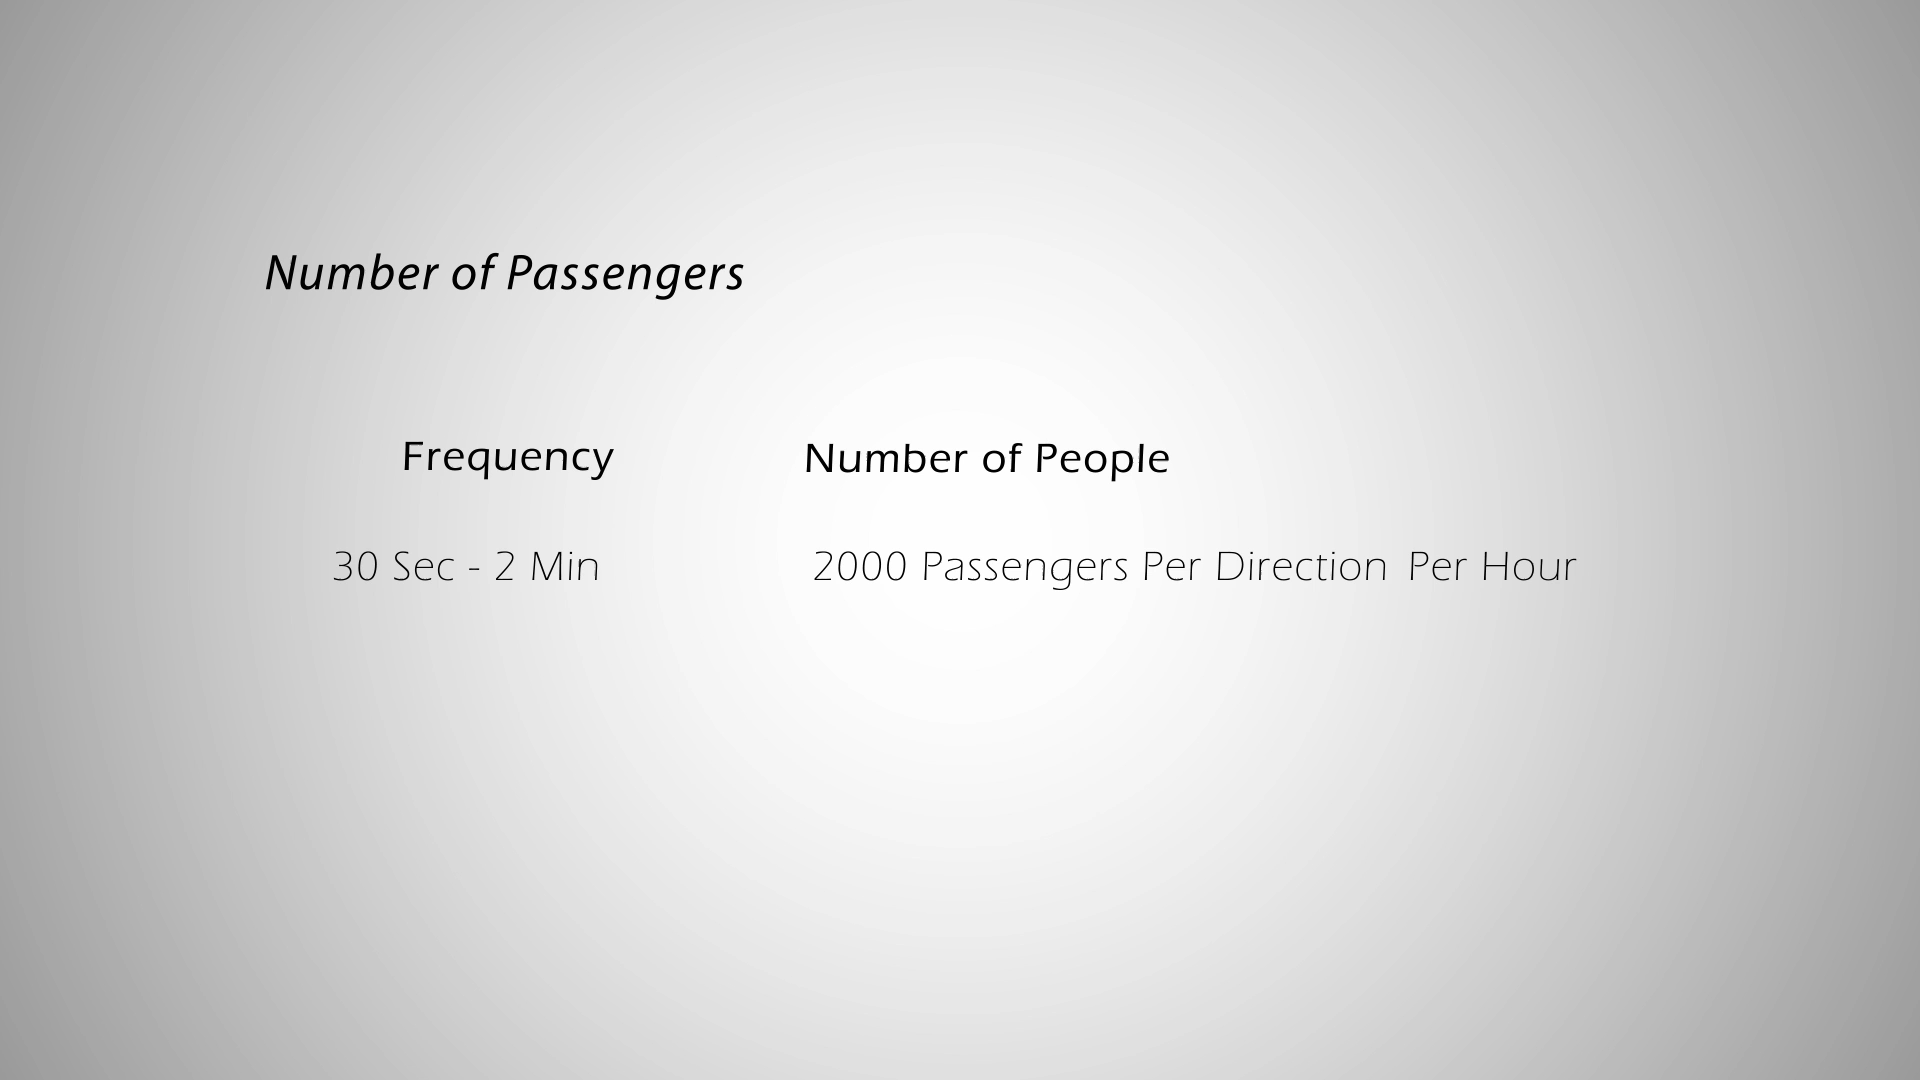 Number of Passengers
Frequency Number of People
30 Sec - 2 Min 2000 Passengers Per Direction Per Hour